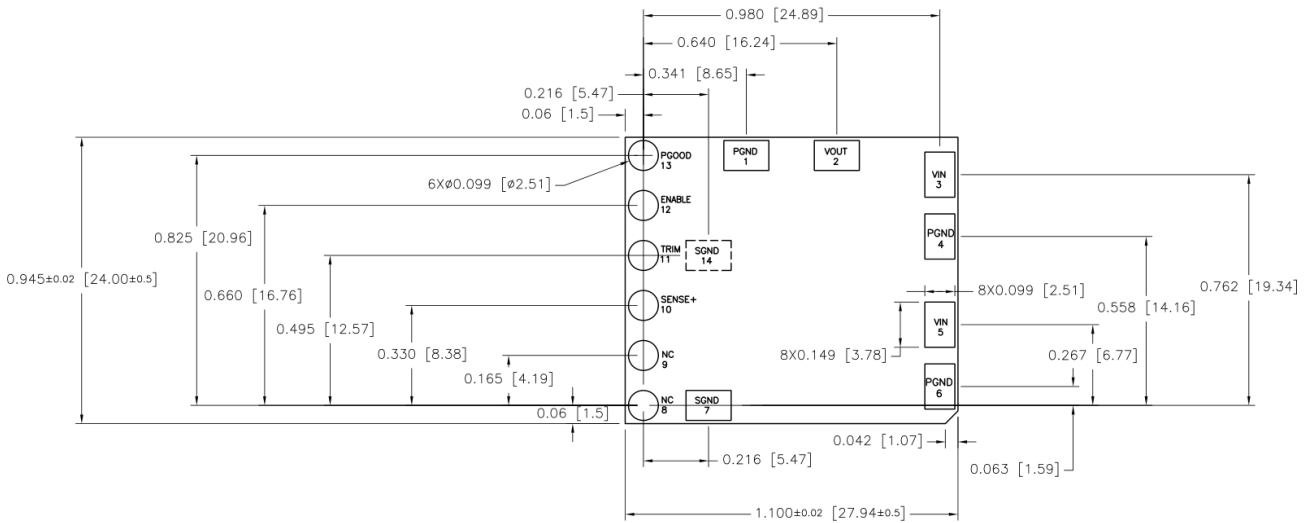 0.980 [24.89]
0.640 [16.24]
0.341 [8.65]
0.216 [5.47]
0.06 [1.5]
PGOOD
13
PGND
1
VOUT
2
VIN
3
6XØ0.099 [Ø2.51]
ENABLE
12
0.825 [20.96]
PGND
4
TRIM
11
SGND
14
0.945±0.02 [24.00±0.5]
0.762 [19.34]
0.660 [16.76]
8X0.099 [2.51]
SENSE+
10
0.558 [14.16]
0.495 [12.57]
VIN
5
0.330 [8.38]
8X0.149 [3.78]
0.267 [6.77]
NC
9
0.165 [4.19]
PGND
6
NC
8
SGND
7
0.06 [1.5]
0.042 [1.07]
0.216 [5.47]
0.063 [1.59]
1.100±0.02 [27.94±0.5]